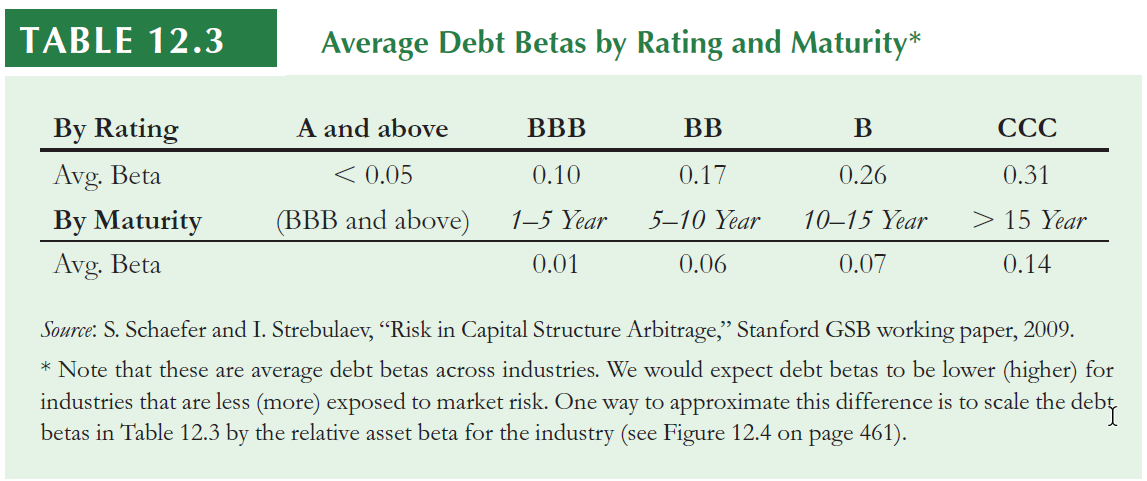 TABLE 12.3 Average Debt Betas by Rating and Maturity*
By Rating A and above BBB BB B CCC
Avg. Beta < 0.05 0.10 0.17 0.26 0.31
By Maturity (BBB and above) 1–5 Year 5–10 Year 10–15 Year > 15 Year
Avg. Beta 0.01 0.06 0.07 0.14
Source: S. Schaefer and I. Strebulaev, “Risk in Capital Structure Arbitrage,” Stanford GSB working paper, 2009.
* Note that these are average debt betas across industries. We would expect debt betas to be lower (higher) for
industries that are less (more) exposed to market risk. One way to approximate this difference is to scale the debt
betas in Table 12.3 by the relative asset beta for the industry (see Figure 12.4 on page 461).